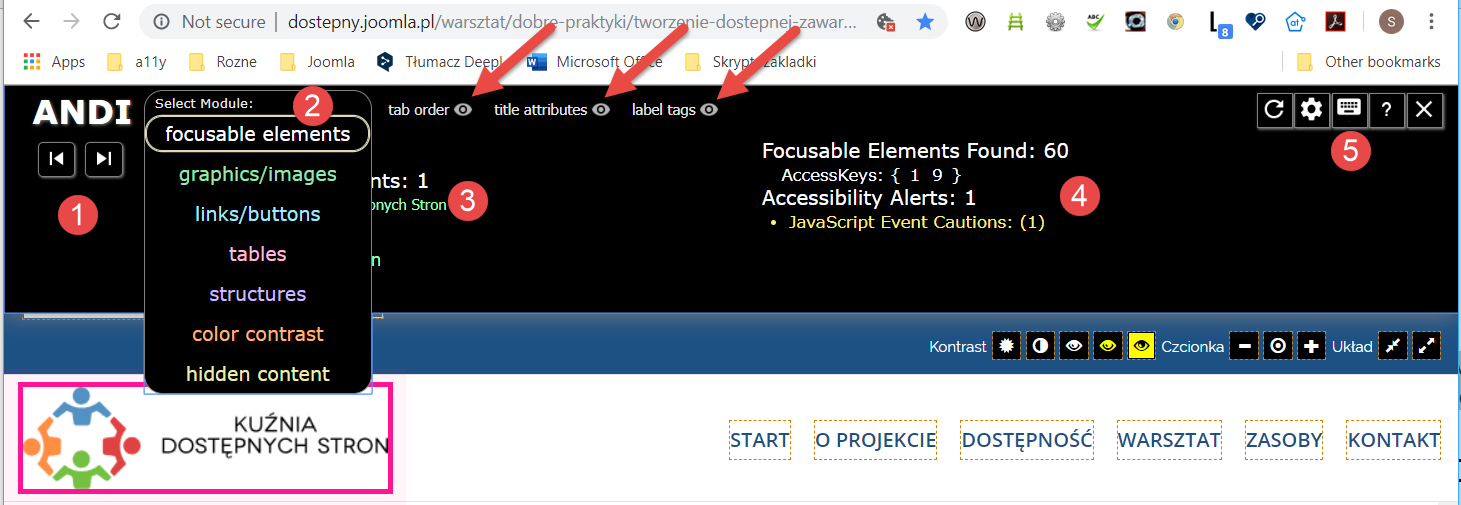 Not secure dostepny.joomla.pl/warsztat/dobre-praktyki/tworzenie-dostepnej-zawar...
8
S
Apps a11y Rozne Joomla Tłumacz Deepl Microsoft Office Skrypt zakladki Other bookmarks
ANDI
Select Module:
2
focusable elements
graphics/images
links/buttons
tables
structures
color contrast
hidden content
tab order title attributes label tags
?
1
nts: 1
onych Stron
3
n
Focusable Elements Found: 60
AccessKeys: { 1 9 }
Accessibility Alerts: 1
JavaScript Event Cautions: (1)
4
5
Kontrast Czcionka Układ
KUŹNIA
DOSTĘPNYCH STRON
START O PROJEKCIE DOSTĘPNOŚĆ WARSZTAT ZASOBY KONTAKT